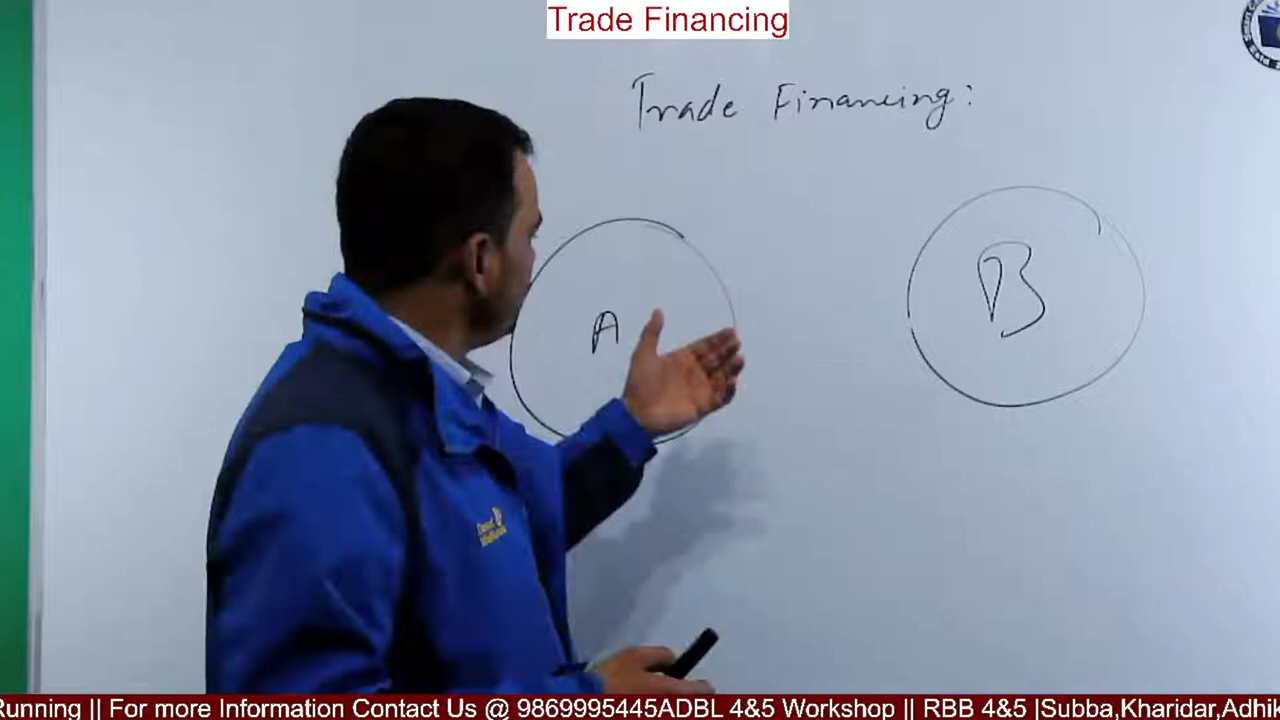 Trade Financing
Trade Financing:
A
B
Running || For more Information Contact Us @ 9869995445ADBL 4&5 Workshop || RBB 4&5 |Subba,Kharidar,Adhik